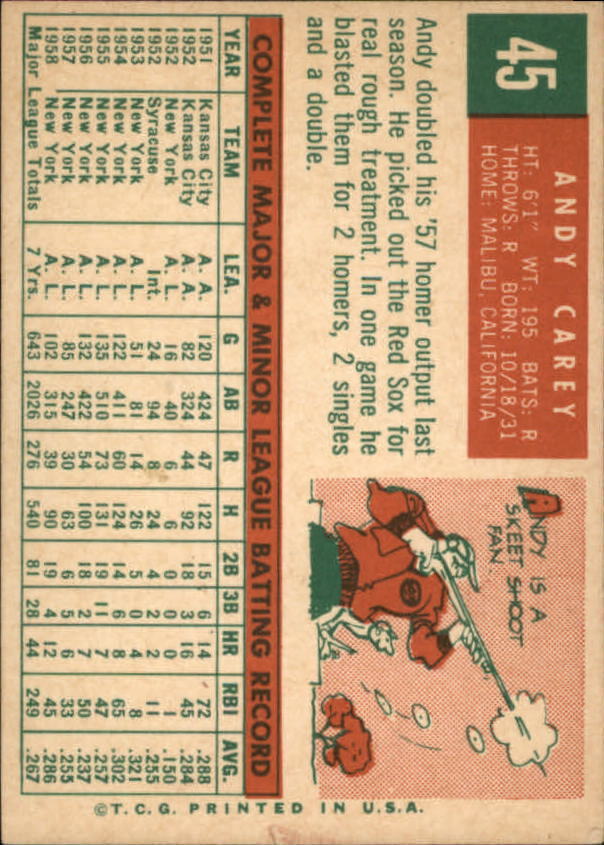 45
ANDY CAREY
HT: 6'1" WT: 195 BATS: R
THROWS: R BORN: 10/18/31
HOME: MALIBU, CALIFORNIA
ANDY IS A
SKEET SHOOT
FAN.
Andy doubled his '57 homer output last
season. He picked out the Red Sox for
real rough treatment. In one game he
blasted them for 2 homers, 2 singles
and a double.
COMPLETE MAJOR & MINOR LEAGUE BATTING RECORD
YEAR TEAM LEA. G AB R H 2B 3B HR RBI AVG.
1951 Kansas City A. A. 120 424 47 122 15 6 14 72 .288
1952 Kansas City A. A. 82 324 44 92 18 3 16 45 .284
1952 New York A. L. 16 40 6 6 0 0 0 1 .150
1952 Syracuse Int. 24 94 8 24 4 2 2 11 .255
1953 New York A. L. 51 81 14 26 5 0 4 8 .321
1954 New York A. L. 122 411 60 124 14 6 8 65 .302
1955 New York A. L. 135 510 73 131 19 11 7 47 .257
1956 New York A. L. 132 422 54 100 18 2 7 50 .237
1957 New York A. L. 85 247 30 63 6 5 6 33 .255
1958 New York A. L. 102 315 39 90 19 4 12 45 .286
Major League Totals 7 Yrs. 643 2026 276 540 81 28 44 249 .267
©T.C.G. PRINTED IN U.S.A.